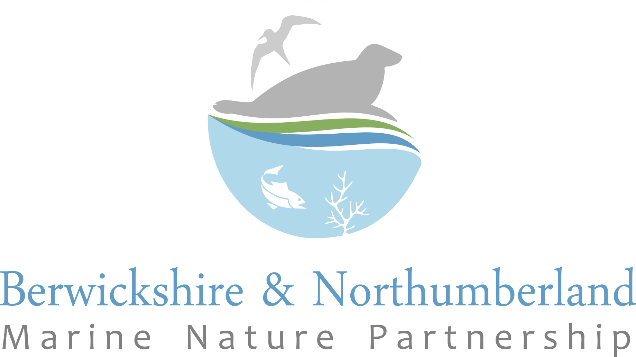 Berwickshire & Northumberland
Marine Nature Partnership